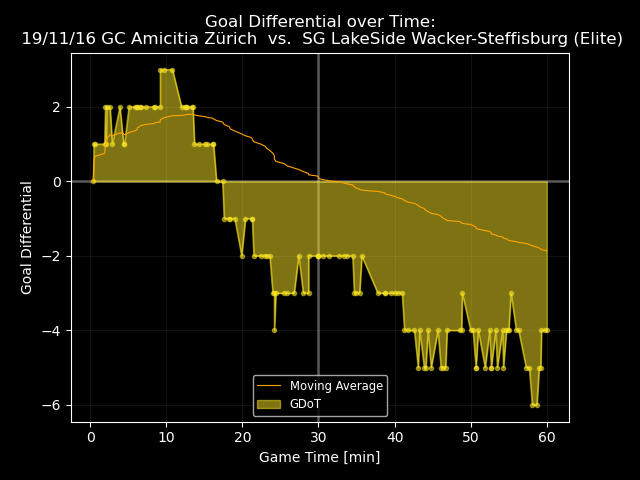 Goal Differential over Time:
19/11/16 GC Amicitia Zürich  vs.  SG LakeSide Wacker-Steffisburg (Elite)
Goal Differential
2
0
−2
−4
−6
Moving Average
GDoT
0 10 20 30 40 50 60
Game Time [min]